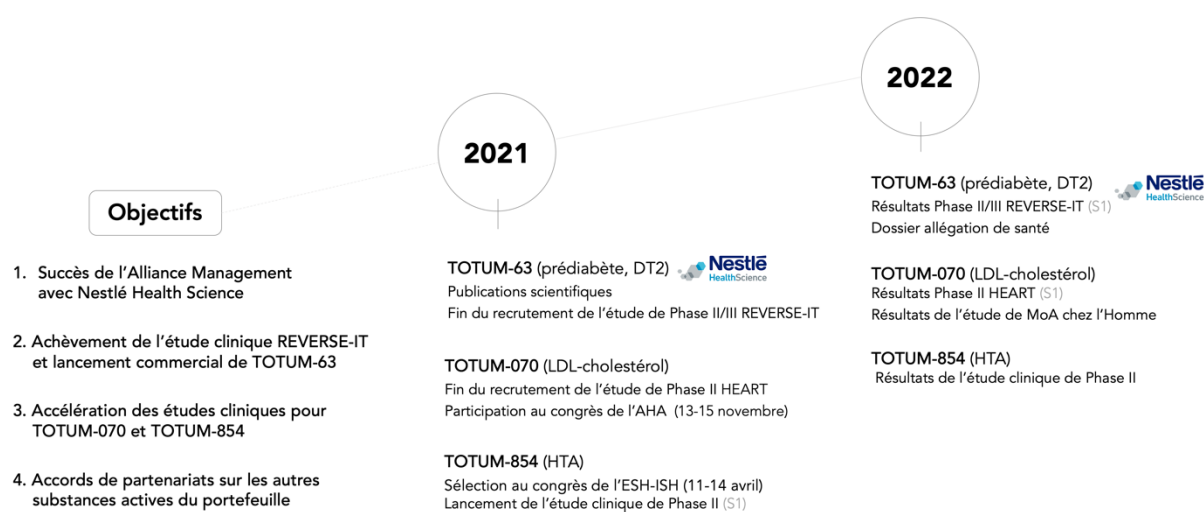 Objectifs
1. Succès de l'Alliance Management
avec Nestlé Health Science
2. Achèvement de l'étude clinique REVERSE-IT
et lancement commercial de TOTUM-63
3. Accélération des études cliniques pour
TOTUM-070 et TOTUM-854
4. Accords de partenariats sur les autres
substances actives du portefeuille
2021
TOTUM-63 (prédiabète, DT2) Nestlé
HealthScience
Publications scientifiques
Fin du recrutement de l'étude de Phase II/III REVERSE-IT
TOTUM-070 (LDL-cholestérol)
Fin du recrutement de l'étude de Phase II HEART
Participation au congrès de l'AHA (13-15 novembre)
TOTUM-854 (HTA)
Sélection au congrès de l'ESH-ISH (11-14 avril)
Lancement de l'étude clinique de Phase II (S1)
2022
TOTUM-63 (prédiabète, DT2) Nestlé
HealthScience
Résultats Phase II/III REVERSE-IT (S1)
Dossier allégation de santé
TOTUM-070 (LDL-cholestérol)
Résultats Phase II HEART (S1)
Résultats de l'étude de MoA chez l'Homme
TOTUM-854 (HTA)
Résultats de l'étude clinique de Phase II